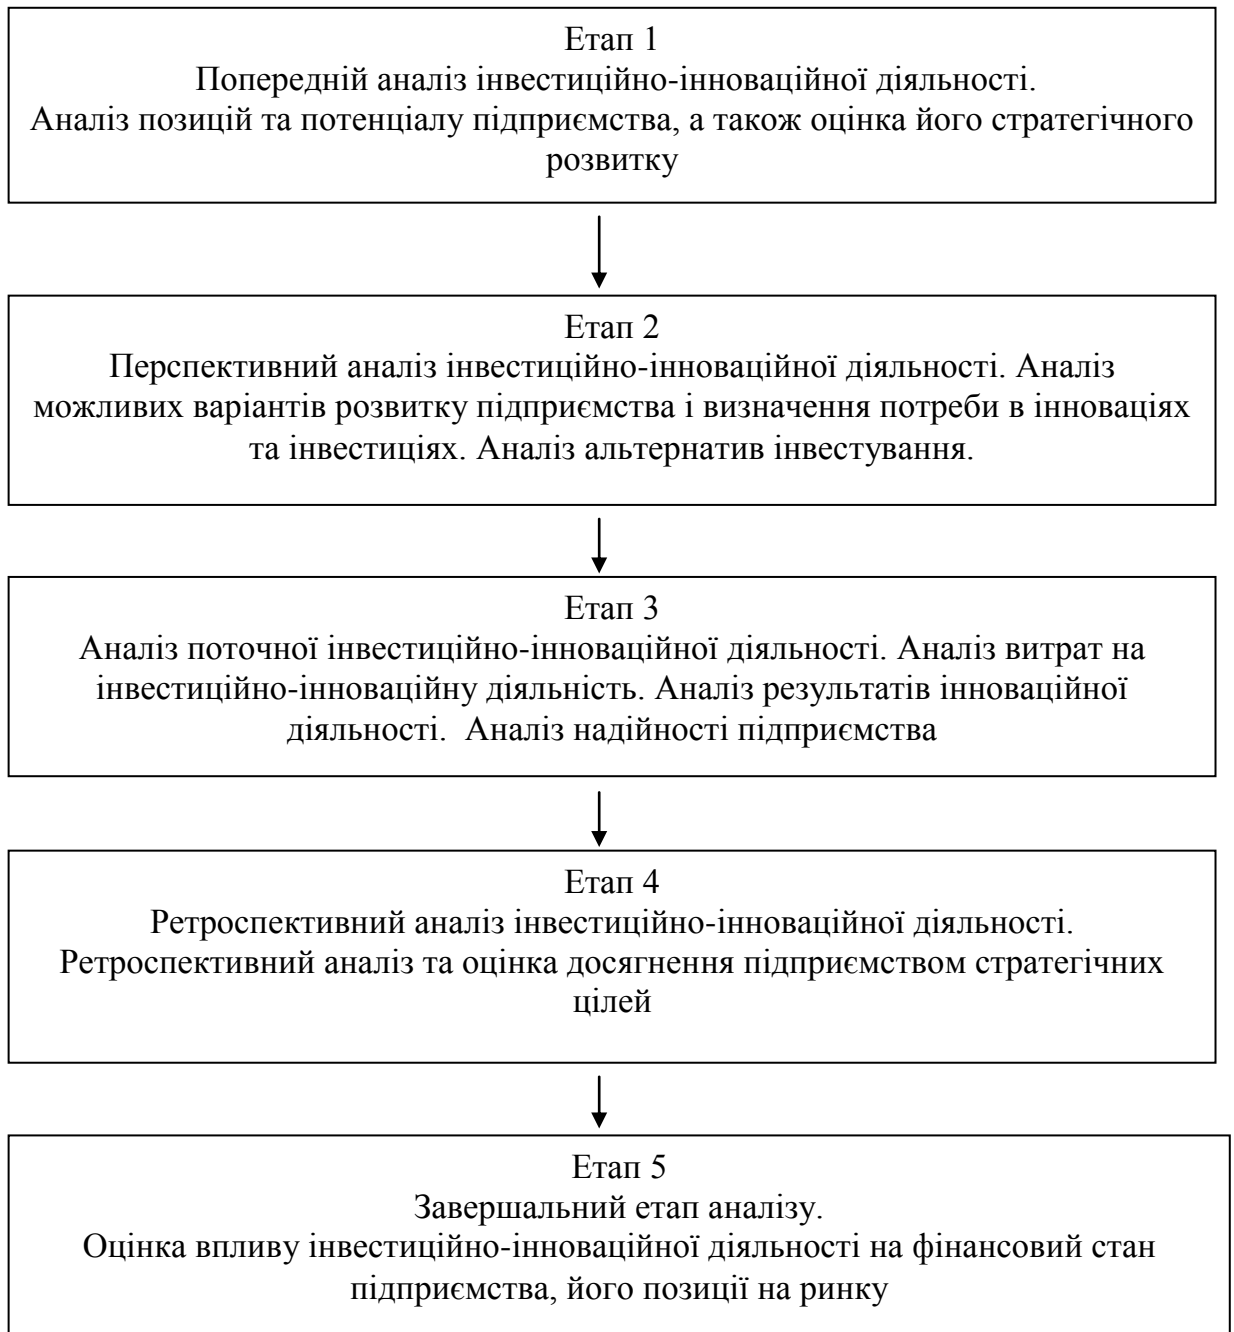 Етап 1
Попередній аналіз інвестиційно-інноваційної діяльності.
Аналіз позицій та потенціалу підприємства, а також оцінка його стратегічного
розвитку
Етап 2
Перспективний аналіз інвестиційно-інноваційної діяльності. Аналіз
можливих варіантів розвитку підприємства і визначення потреби в інноваціях
та інвестиціях. Аналіз альтернатив інвестування.
Етап 3
Аналіз поточної інвестиційно-інноваційної діяльності. Аналіз витрат на
інвестиційно-інноваційну діяльність. Аналіз результатів інноваційної
діяльності.  Аналіз надійності підприємства
Етап 4
Ретроспективний аналіз інвестиційно-інноваційної діяльності.
Ретроспективний аналіз та оцінка досягнення підприємством стратегічних
цілей
Етап 5
Завершальний етап аналізу.
Оцінка впливу інвестиційно-інноваційної діяльності на фінансовий стан
підприємства, його позиції на ринку